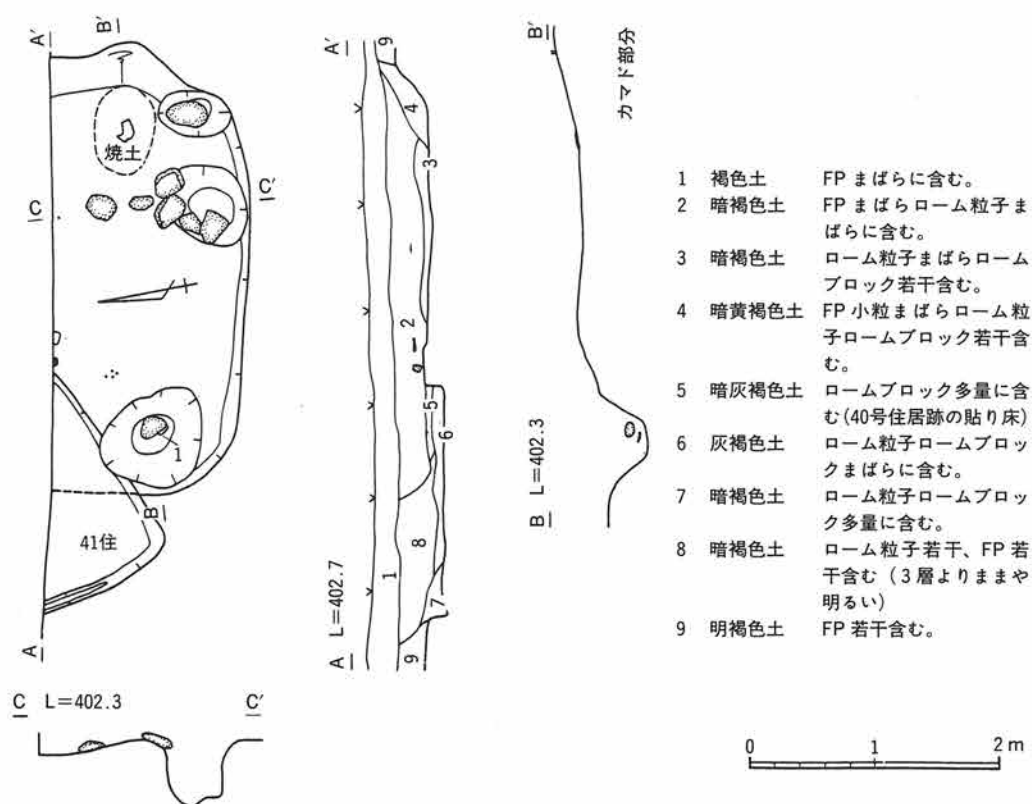 A′
B′
焼土
C
C′
1
B
41住
A
A′
9
4
3
2
5
6
1
8
7
9
A L=402.7
B′
カマド部分
B L=402.3
C L=402.3 C′
1 褐色土 FP まばらに含む。
2 暗褐色土 FP まばらローム粒子ま
ばらに含む。
3 暗褐色土 ローム粒子まばらローム
ブロック若干含む。
4 暗黄褐色土 FP 小粒まばらローム粒
子ロームブロック若干含
む。
5 暗灰褐色土 ロームブロック多量に含
む(40号住居跡の貼り床)
6 灰褐色土 ローム粒子ロームブロッ
クまばらに含む。
7 暗褐色土 ローム粒子ロームブロッ
ク多量に含む。
8 暗褐色土 ローム粒子若干、FP 若
干含む(3層よりままや
明るい)
9 明褐色土 FP 若干含む。
0 1 2 m